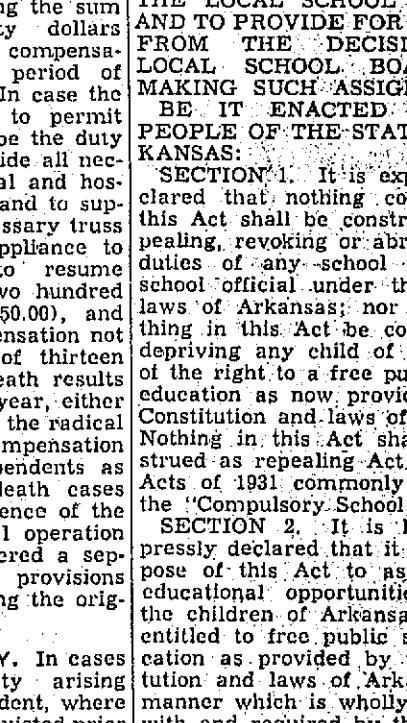 ng the sum
ty dollars
compensa-
period of
In case the
to permit
be the duty
ide all nec-
al and hos-
and to sup-
ssary truss
appliance to
to resume
wo hundred
50.00), and
ensation not
of thirteen
eath results
year, either
the radical
mpensation
pendents as
death cases
ence of the
l operation
ered a sep-
provisions
ng the orig-
Y. In cases
ty arising
dent, where
THE LOCAL SCHOOL
AND TO PROVIDE FOR
FROM THE DECISI
LOCAL SCHOOL BOA
MAKING SUCH ASSIG
BE IT ENACTED
PEOPLE OF THE STAT
KANSAS:
SECTION 1. It is exp
clared that nothing co
this Act shall be constr
pealing, revoking or abr
duties of any school
school official under th
laws of Arkansas; nor
thing in this Act be co
depriving any child of
of the right to a free pu
education as now provid
Constitution and laws of
Nothing in this Act sha
strued as repealing Act
Acts of 1931 commonly
the "Compulsory School
SECTION 2. It is h
pressly declared that it
pose of this Act to as
educational opportunitie
the children of Arkansa
entitled to free public s
cation as provided by
tution and laws of Ark
manner which is wholly
with and required by th